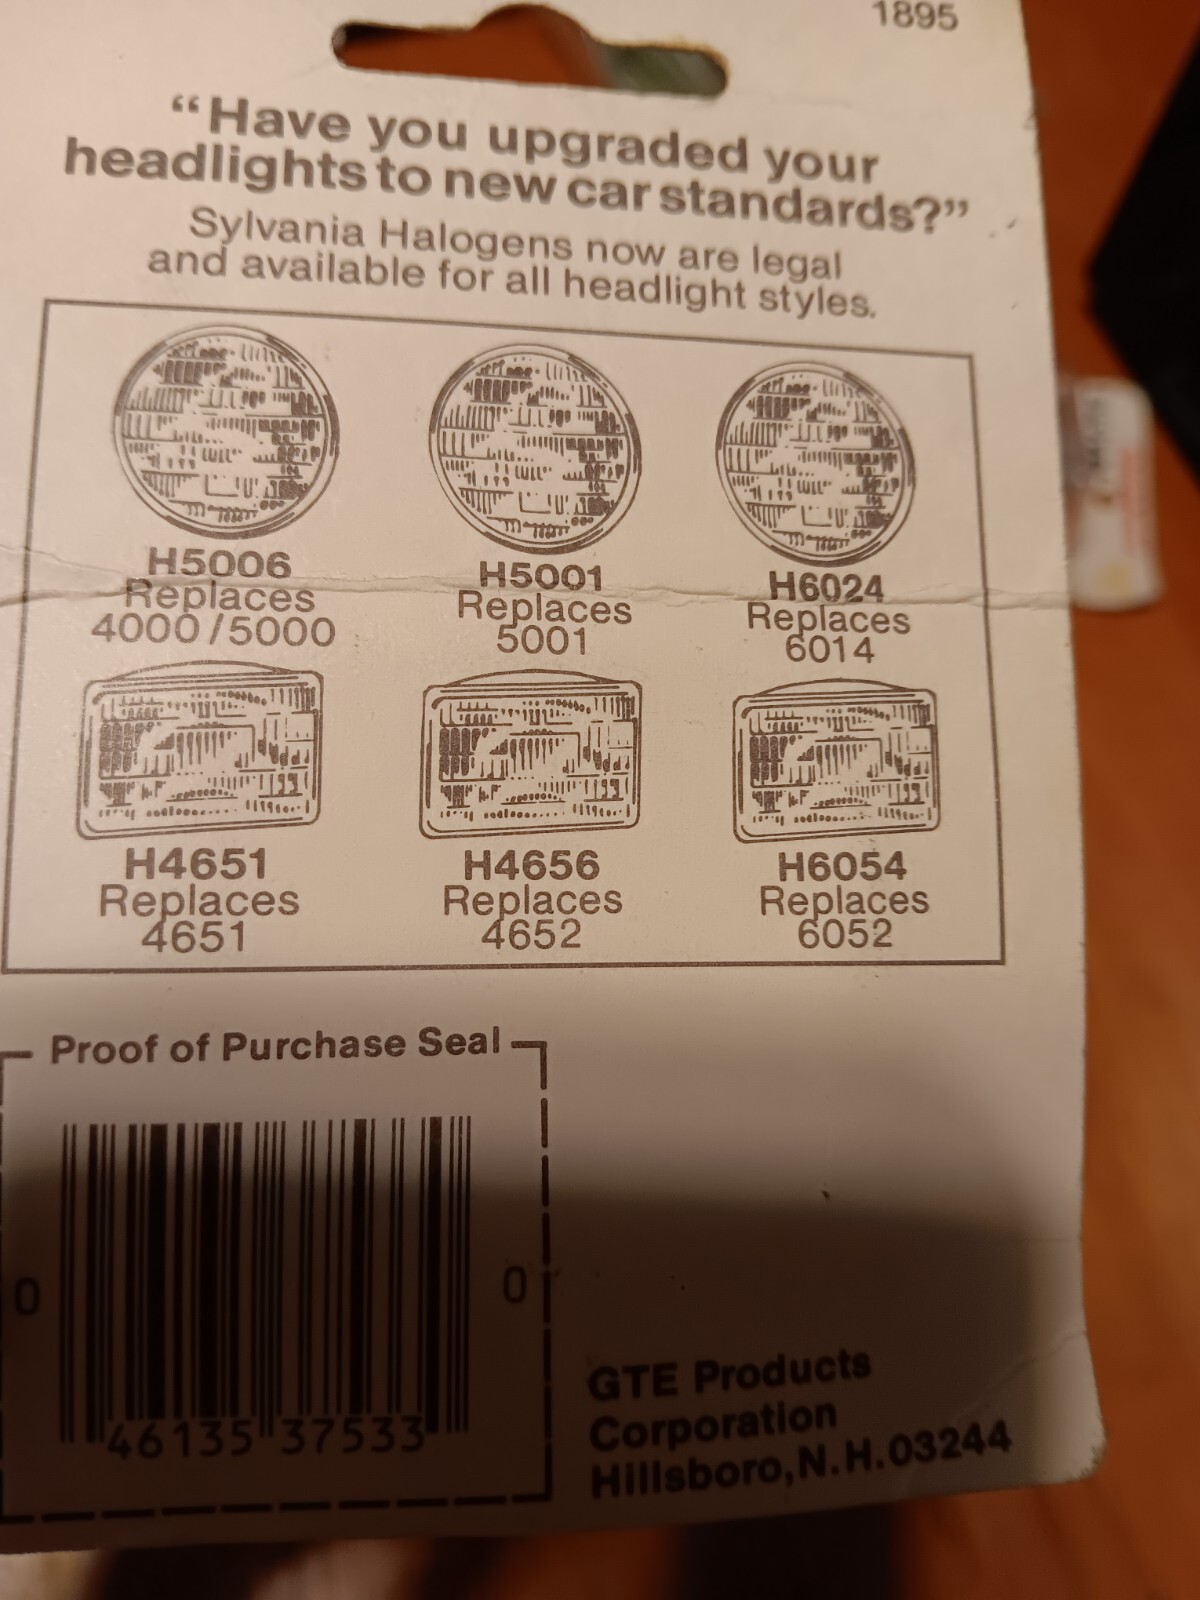 1895
“Have you upgraded your
headlights to new car standards?”
Sylvania Halogens now are legal
and available for all headlight styles.
H5006
Replaces
4000/5000
H5001
Replaces
5001
H6024
Replaces
6014
H4651
Replaces
4651
H4656
Replaces
4652
H6054
Replaces
6052
Proof of Purchase Seal
0 46135 37533 0
GTE Products
Corporation
Hillsboro, N.H. 03244